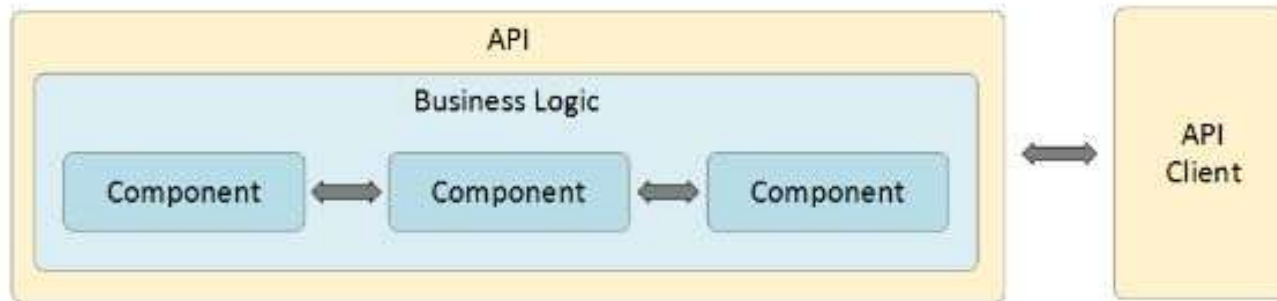 API
Business Logic
Component
Component
Component
API
Client